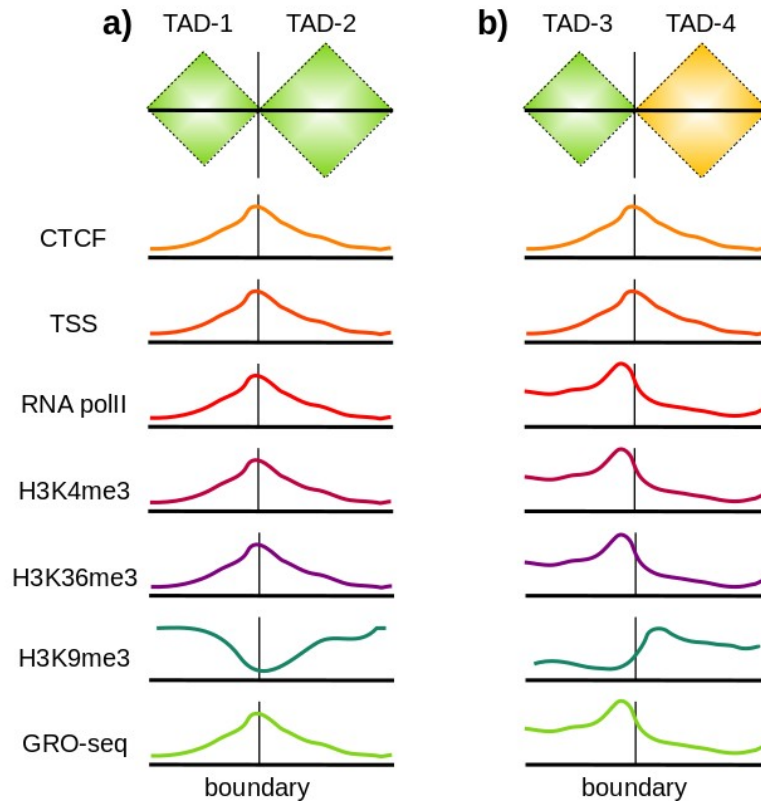 a) TAD-1 TAD-2
b) TAD-3 TAD-4
CTCF
TSS
RNA polII
H3K4me3
H3K36me3
H3K9me3
GRO-seq
boundary
boundary